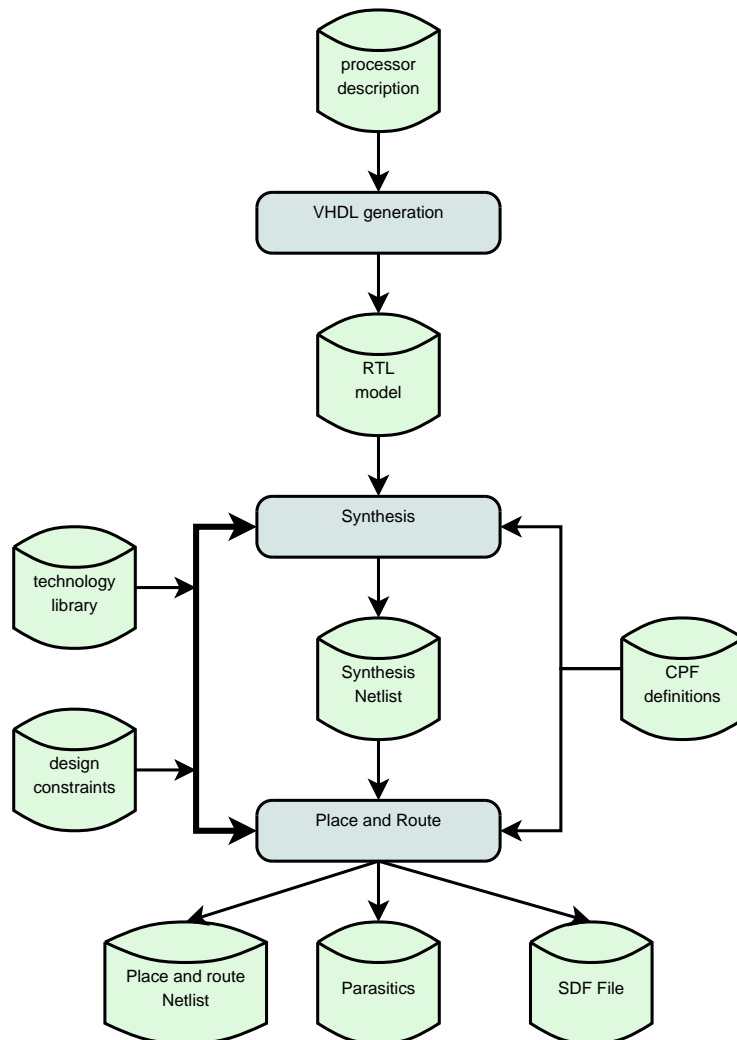 processor
description
VHDL generation
RTL
model
Synthesis
technology
library
Synthesis
Netlist
CPF
definitions
design
constraints
Place and Route
Place and route
Netlist
Parasitics
SDF File